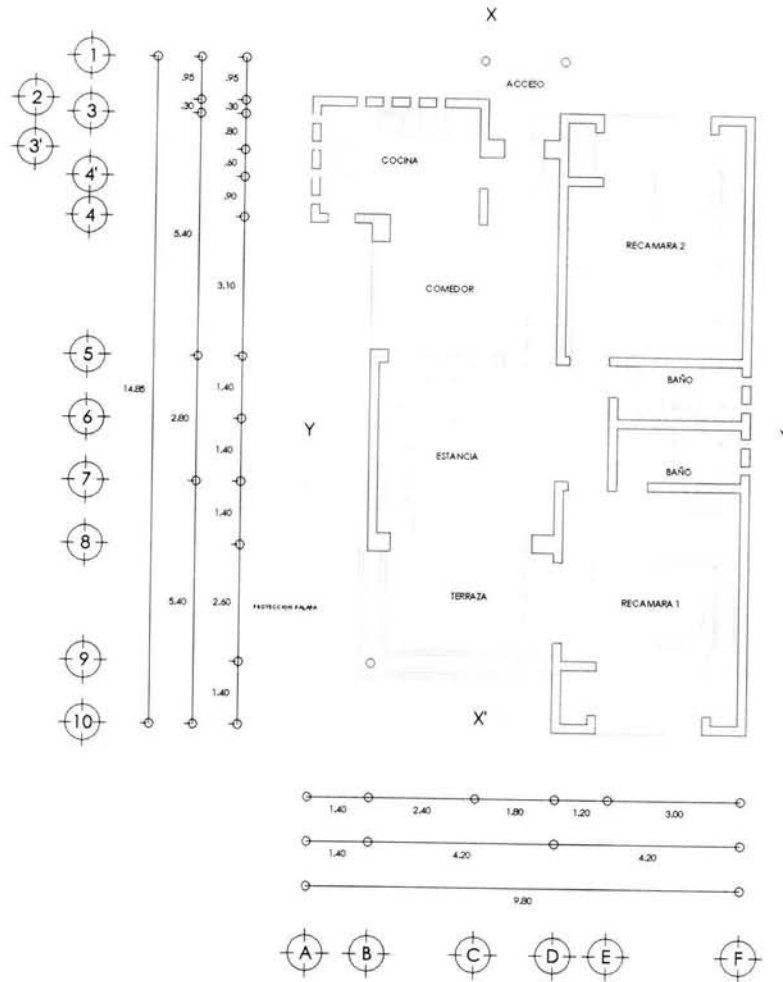 X
1
.95 .95
ACCESO
2
3
.30 .30
3'
.80
COCINA
4'
.60
.90
4
5.40
RECAMARA 2
3.10
COMEDOR
5
BAÑO
14.85
1.40
6
2.80
Y
Y
1.40
ESTANCIA
BAÑO
7
1.40
8
5.40
2.60
PROYECCION PALAPA
TERRAZA
RECAMARA 1
9
1.40
10
X'
1.40 2.40 1.80 1.20 3.00
1.40 4.20 4.20
9.80
A B C D E F